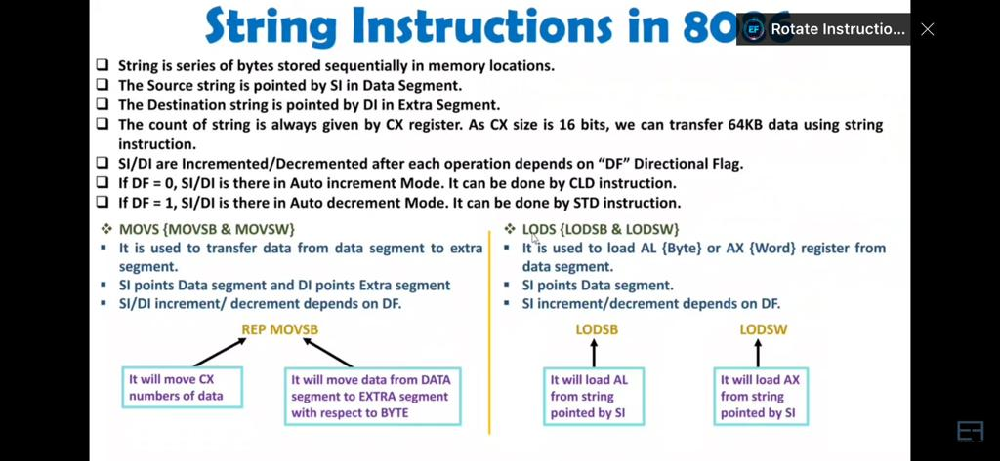 String Instructions in 8086
EF Rotate Instructio...
❑ String is series of bytes stored sequentially in memory locations.
❑ The Source string is pointed by SI in Data Segment.
❑ The Destination string is pointed by DI in Extra Segment.
❑ The count of string is always given by CX register. As CX size is 16 bits, we can transfer 64KB data using string
instruction.
❑ SI/DI are Incremented/Decremented after each operation depends on “DF” Directional Flag.
❑ If DF = 0, SI/DI is there in Auto increment Mode. It can be done by CLD instruction.
❑ If DF = 1, SI/DI is there in Auto decrement Mode. It can be done by STD instruction.
❖ MOVS {MOVSB & MOVSW}
▪ It is used to transfer data from data segment to extra
segment.
▪ SI points Data segment and DI points Extra segment
▪ SI/DI increment/ decrement depends on DF.
REP MOVSB
It will move CX
numbers of data
It will move data from DATA
segment to EXTRA segment
with respect to BYTE
❖ LODS {LODSB & LODSW}
▪ It is used to load AL {Byte} or AX {Word} register from
data segment.
▪ SI points Data segment.
▪ SI increment/decrement depends on DF.
LODSB
LODSW
It will load AL
from string
pointed by SI
It will load AX
from string
pointed by SI
EF